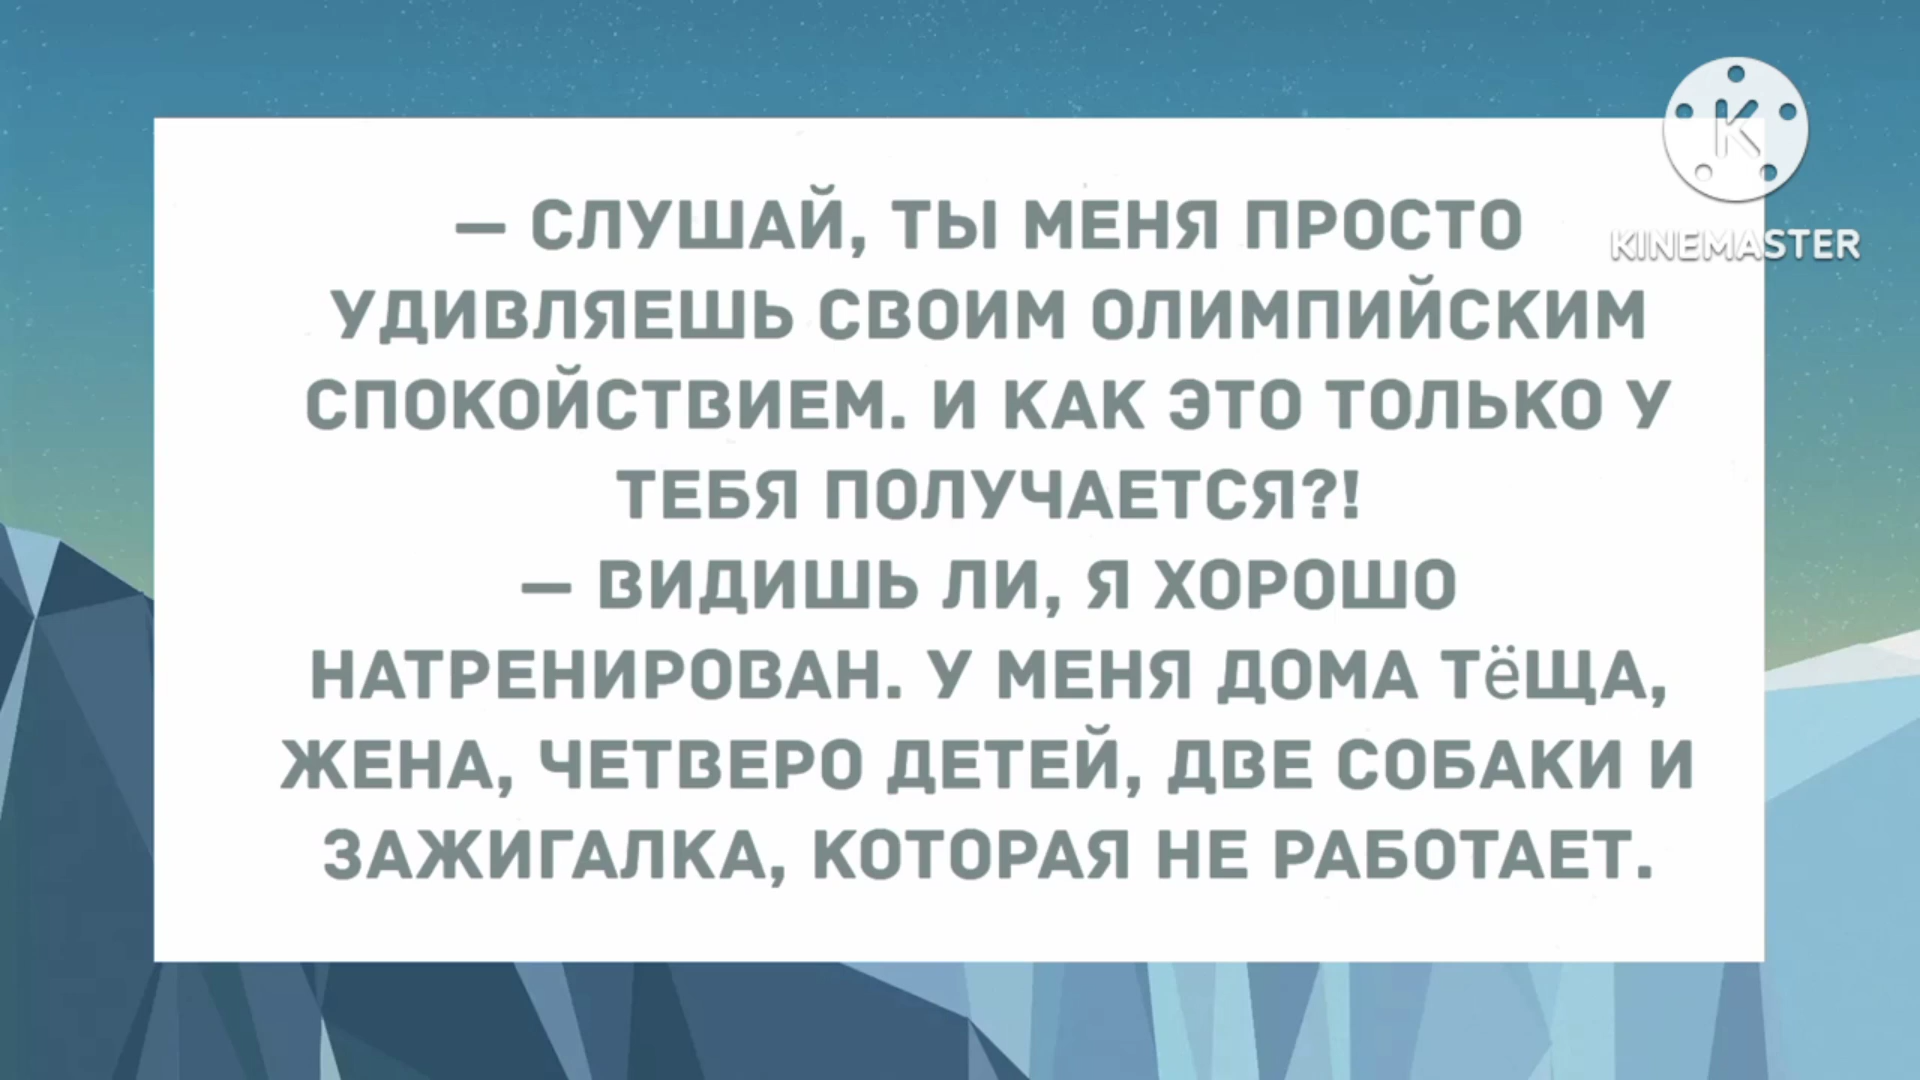 — СЛУШАЙ, ТЫ МЕНЯ ПРОСТО
УДИВЛЯЕШЬ СВОИМ ОЛИМПИЙСКИМ
СПОКОЙСТВИЕМ. И КАК ЭТО ТОЛЬКО У
ТЕБЯ ПОЛУЧАЕТСЯ?!
— ВИДИШЬ ЛИ, Я ХОРОШО
НАТРЕНИРОВАН. У МЕНЯ ДОМА ТёЩА,
ЖЕНА, ЧЕТВЕРО ДЕТЕЙ, ДВЕ СОБАКИ И
ЗАЖИГАЛКА, КОТОРАЯ НЕ РАБОТАЕТ.
K
KINEMASTER